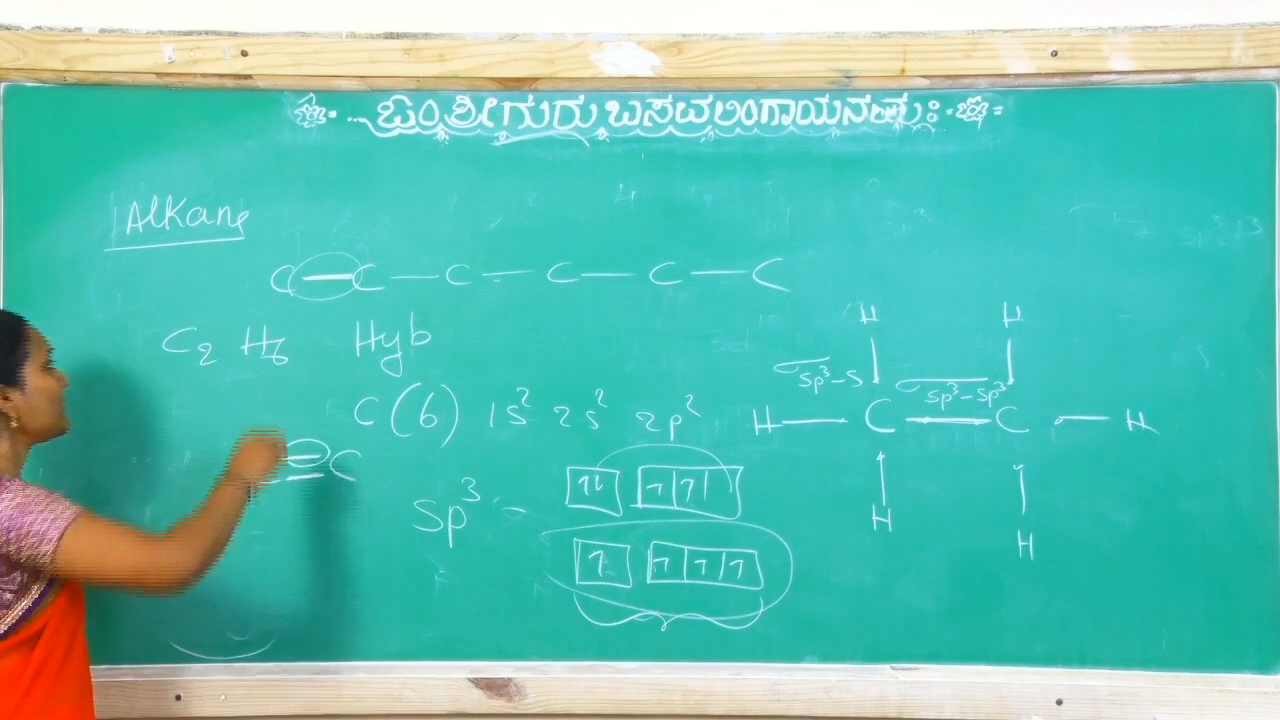 ಓಂ ಶ್ರೀ ಗುರು ಬಸವಲಿಂಗಾಯ ನಮಃ
Alkane
C — C — C — C — C — C
C₂ H₆ Hyb
C (6) 1s² 2s² 2p²
C
sp³ -
H H
sp³-s sp³-sp³
H — C — C — H
H H